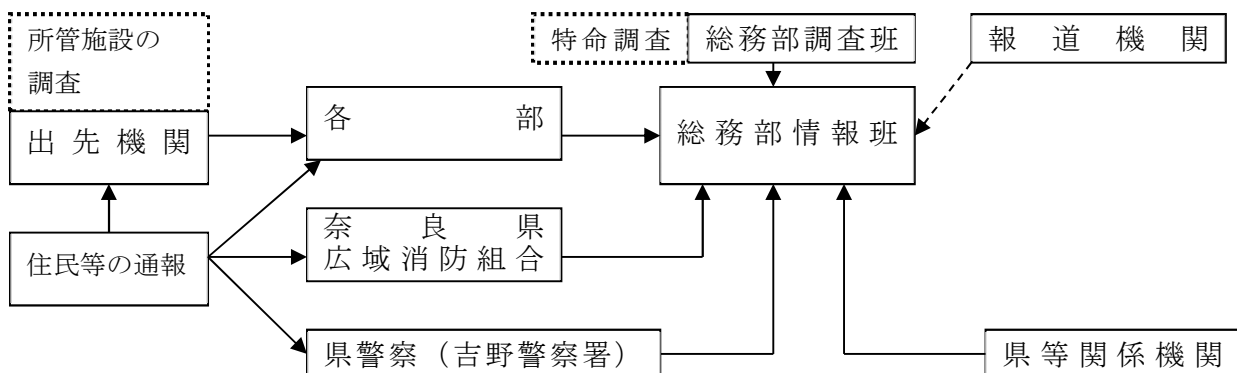 所管施設の
調査
出先機関
住民等の通報
各部
奈良県
広域消防組合
県警察（吉野警察署）
特命調査
総務部調査班
総務部情報班
報道機関
県等関係機関